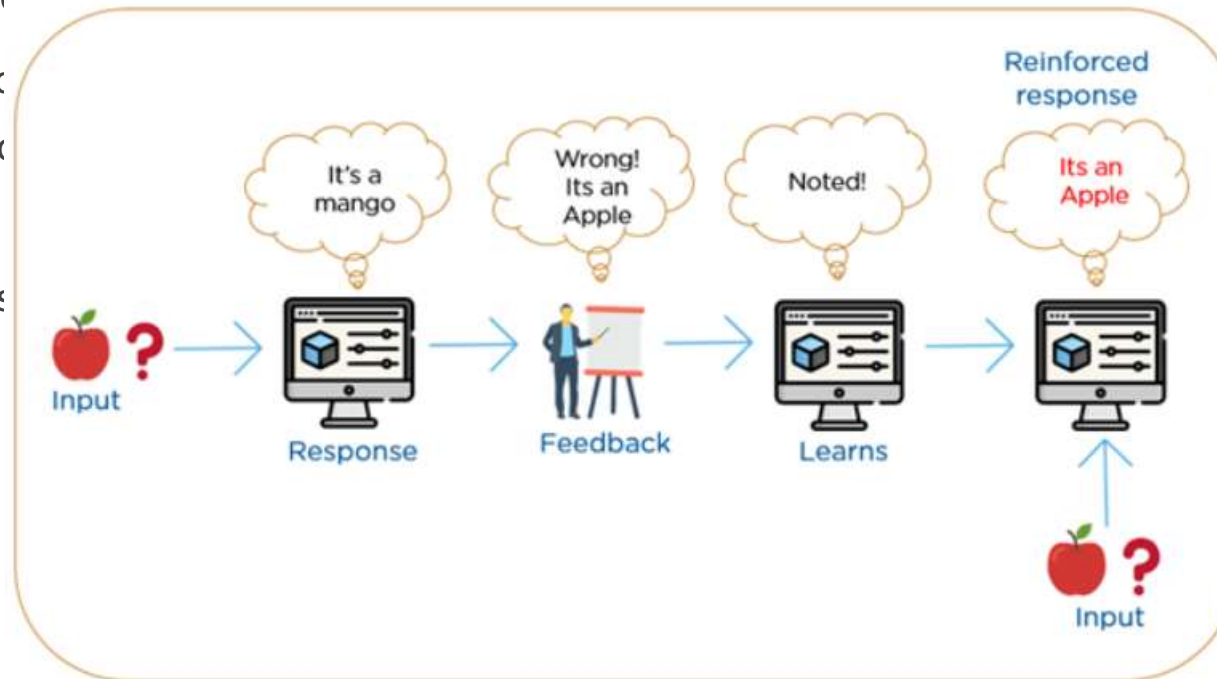 Reinforced
response
It's a
mango
Wrong!
Its an
Apple
Noted!
Its an
Apple
Input
Response
Feedback
Learns
Input